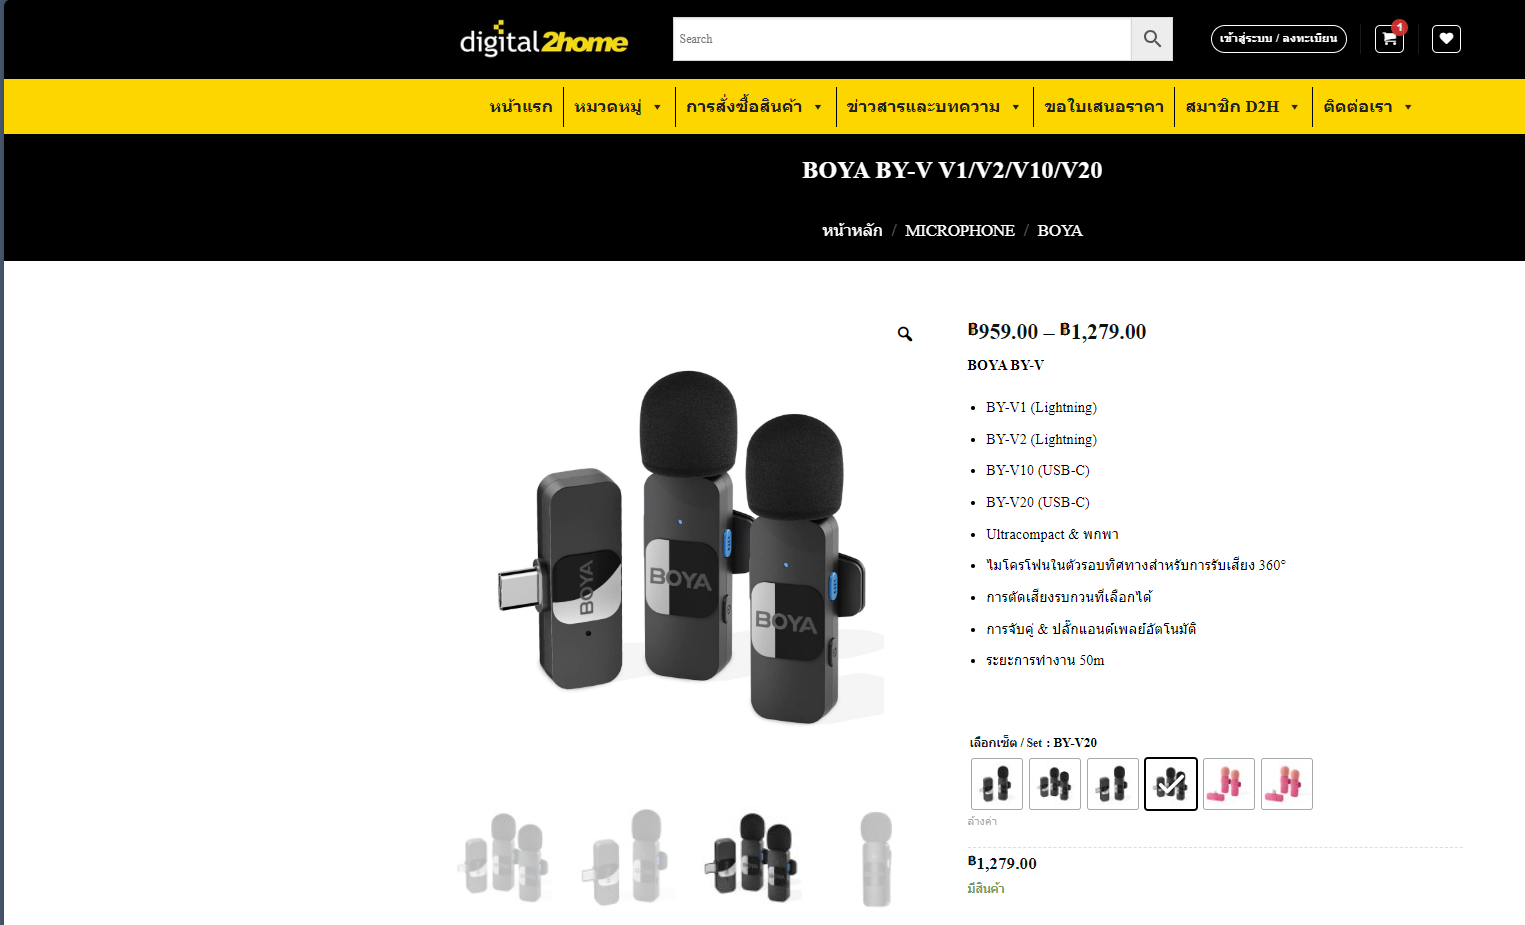 digital2home
Search
เข้าสู่ระบบ / ลงทะเบียน
1
หน้าแรก
หมวดหมู่
การสั่งซื้อสินค้า
ข่าวสารและบทความ
ขอใบเสนอราคา
สมาชิก D2H
ติดต่อเรา
BOYA BY-V V1/V2/V10/V20
หน้าหลัก / MICROPHONE / BOYA
BOYA
BOYA
BOYA
฿959.00 – ฿1,279.00
BOYA BY-V
BY-V1 (Lightning)
BY-V2 (Lightning)
BY-V10 (USB-C)
BY-V20 (USB-C)
Ultracompact & พกพา
ไมโครโฟนในตัวรอบทิศทางสำหรับการรับเสียง 360°
การตัดเสียงรบกวนที่เลือกได้
การจับคู่ & ปลั๊กแอนด์เพลย์อัตโนมัติ
ระยะการทำงาน 50m
เลือกเซ็ต / Set : BY-V20
ล้างค่า
฿1,279.00
มีสินค้า